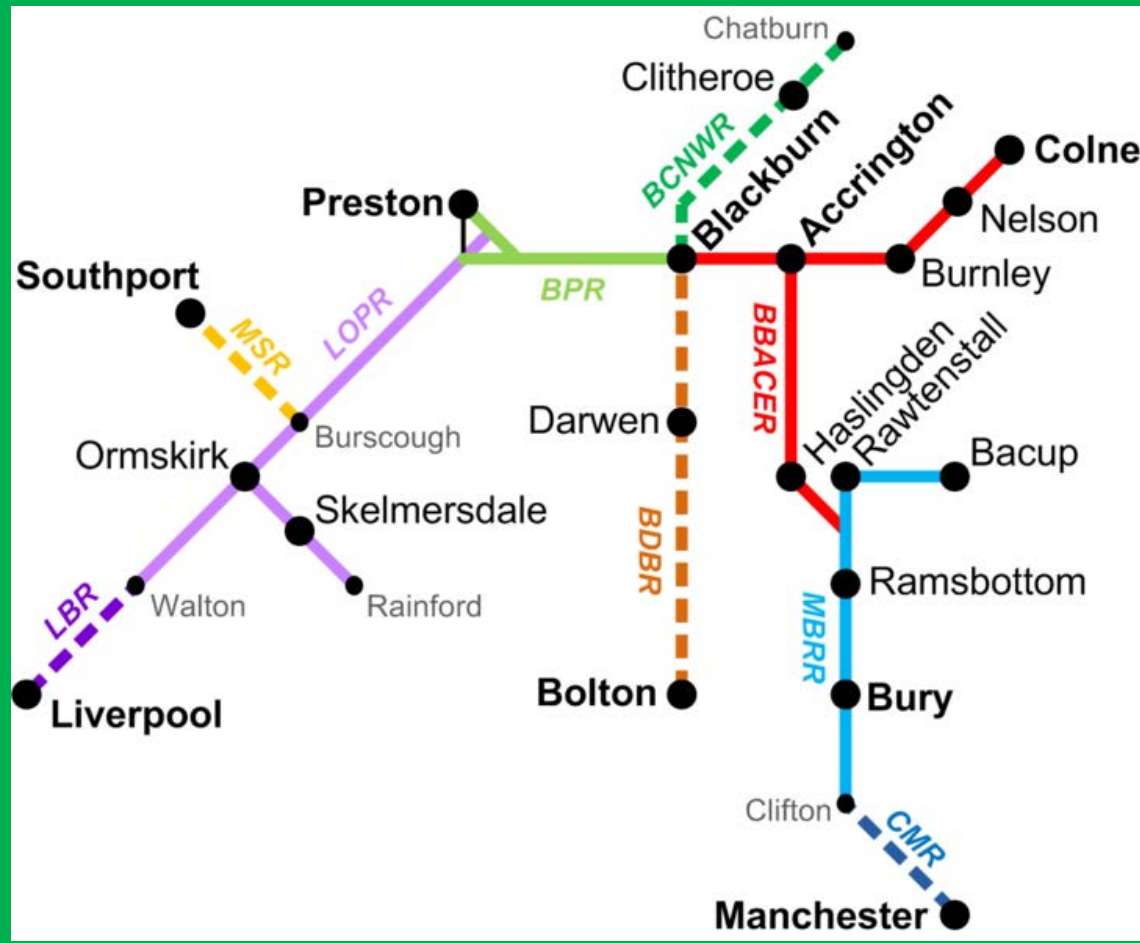 Chatburn
Clitheroe
BCNWR
Blackburn
Accrington
Colne
Preston
Nelson
Southport
BPR
Burnley
MSR
LOPR
BBACER
Haslingden
Rawtenstall
Darwen
Burscough
Ormskirk
Bacup
Skelmersdale
BDBR
Ramsbottom
LBR
Walton
Rainford
MBRR
Liverpool
Bolton
Bury
Clifton
CMR
Manchester